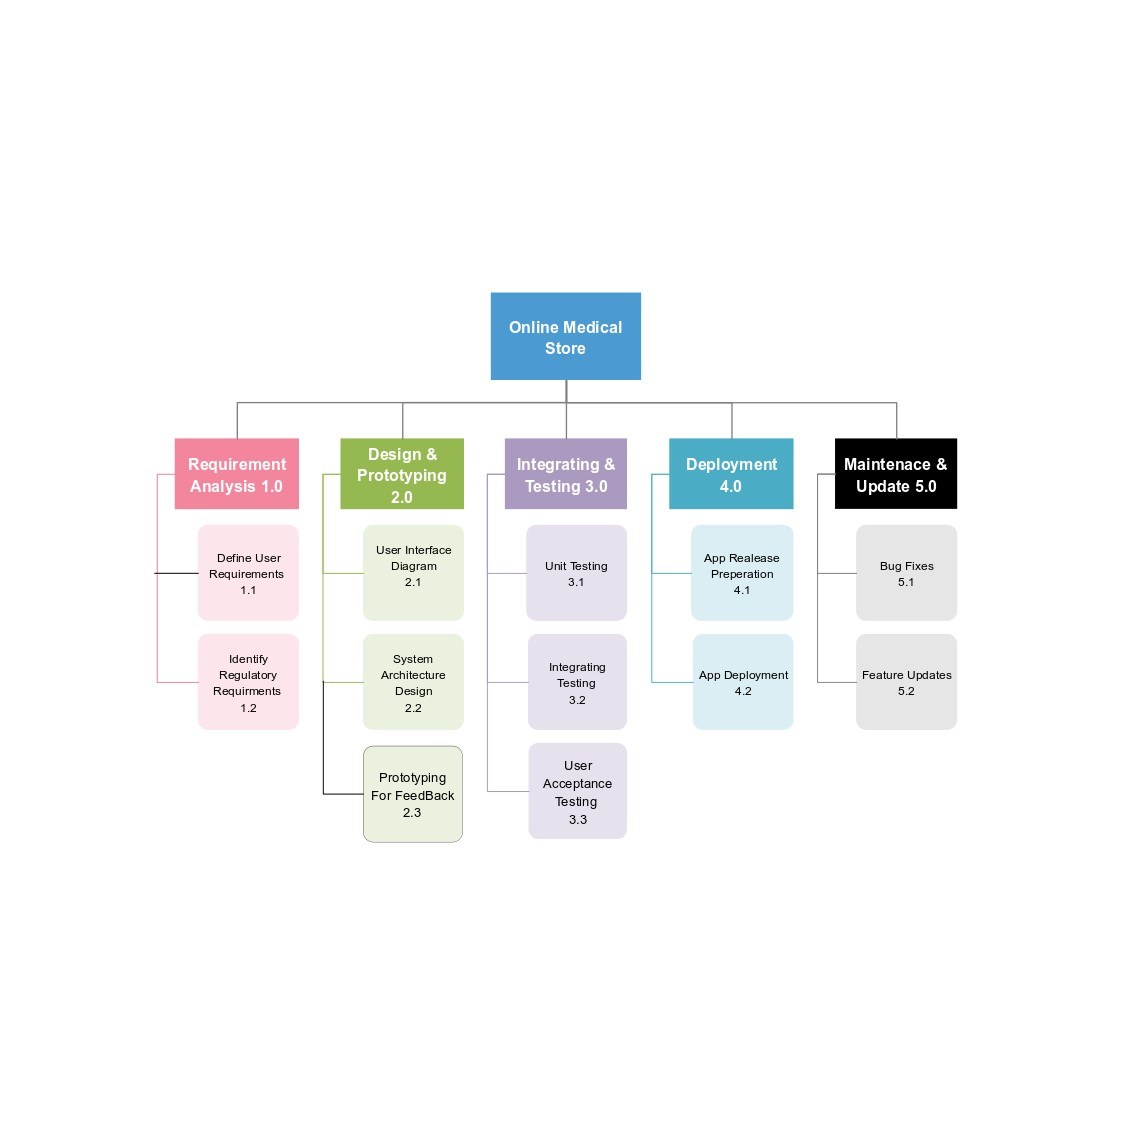 Online Medical
Store
Requirement
Analysis 1.0
Define User
Requirements
1.1
Identify
Regulatory
Requirments
1.2
Design &
Prototyping
2.0
User Interface
Diagram
2.1
System
Architecture
Design
2.2
Prototyping
For FeedBack
2.3
Integrating &
Testing 3.0
Unit Testing
3.1
Integrating
Testing
3.2
User
Acceptance
Testing
3.3
Deployment
4.0
App Realease
Preperation
4.1
App Deployment
4.2
Maintenace &
Update 5.0
Bug Fixes
5.1
Feature Updates
5.2